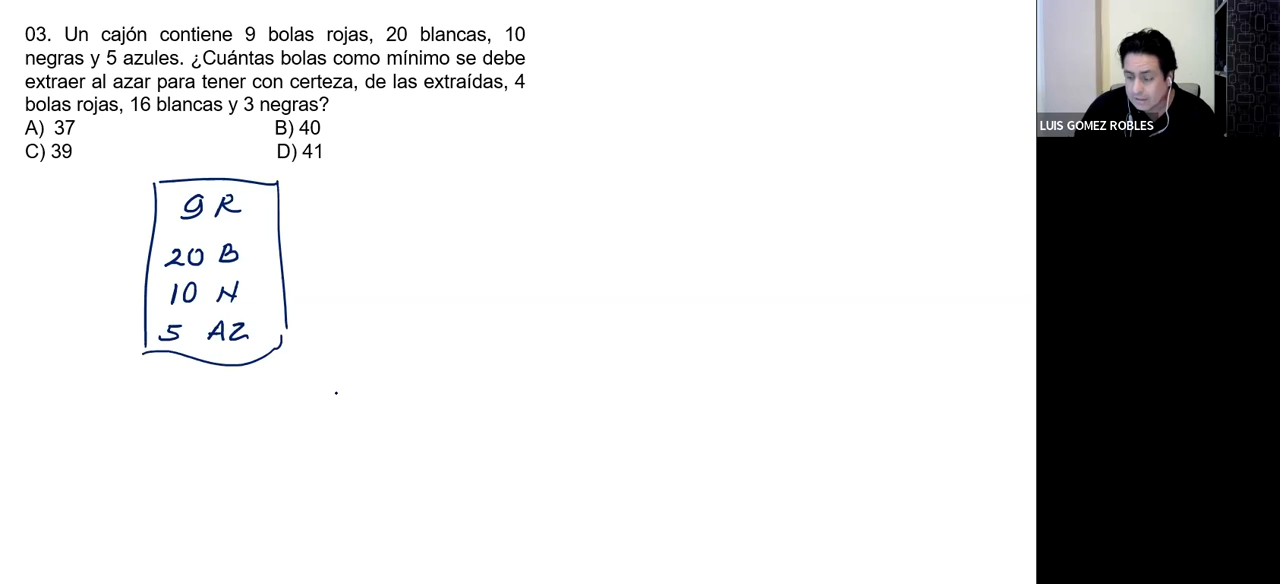 03. Un cajón contiene 9 bolas rojas, 20 blancas, 10
negras y 5 azules. ¿Cuántas bolas como mínimo se debe
extraer al azar para tener con certeza, de las extraídas, 4
bolas rojas, 16 blancas y 3 negras?
A) 37 B) 40
C) 39 D) 41
9 R
20 B
10 N
5 AZ
LUIS GOMEZ ROBLES